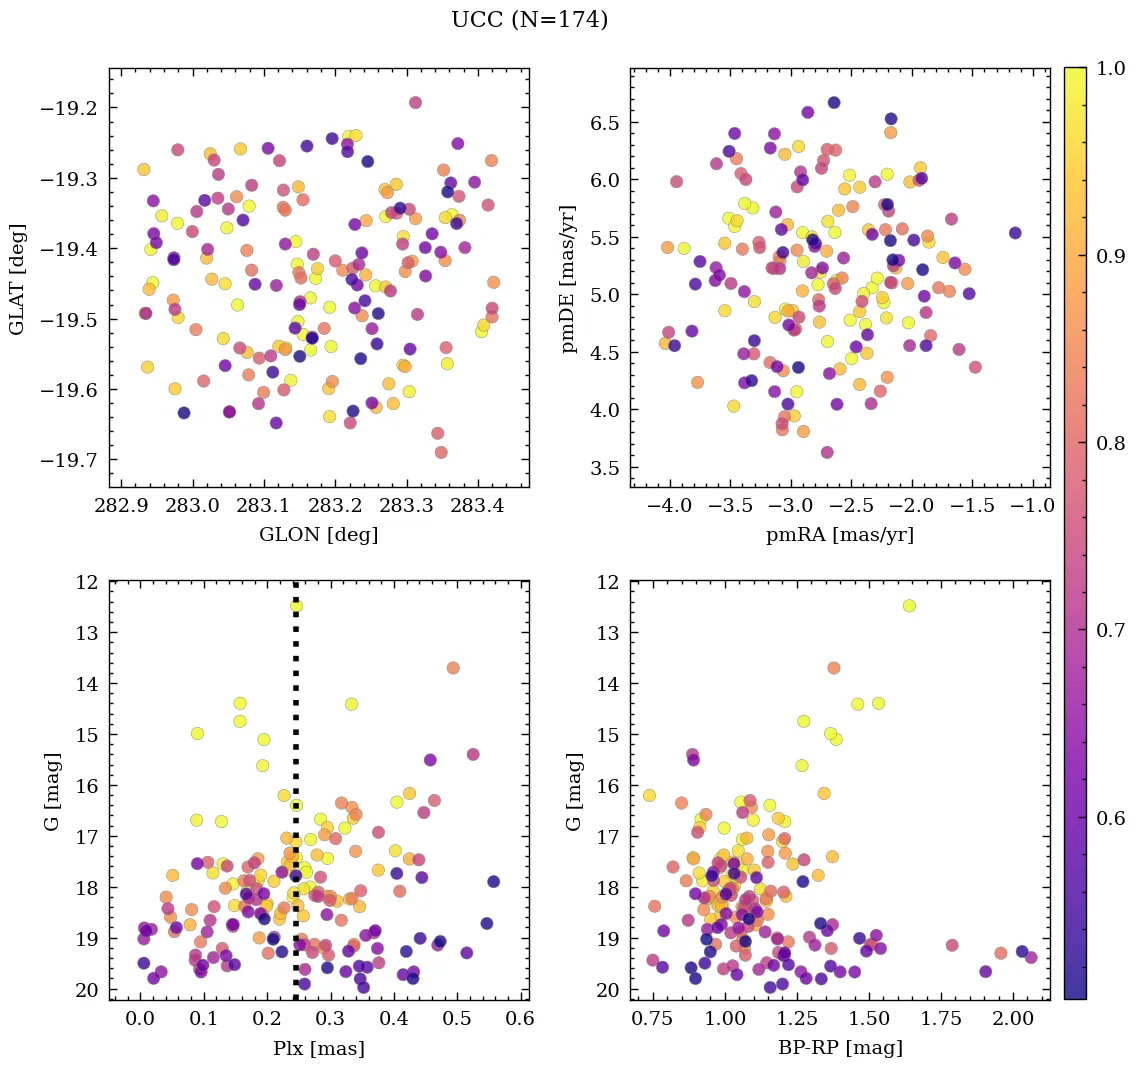 UCC (N=174)
−19.2
−19.3
−19.4
−19.5
−19.6
−19.7
GLAT [deg]
282.9 283.0 283.1 283.2 283.3 283.4
GLON [deg]
6.5
6.0
5.5
5.0
4.5
4.0
3.5
pmDE [mas/yr]
−4.0 −3.5 −3.0 −2.5 −2.0 −1.5 −1.0
pmRA [mas/yr]
1.0
0.9
0.8
0.7
0.6
12
13
14
15
16
17
18
19
20
G [mag]
0.0 0.1 0.2 0.3 0.4 0.5 0.6
Plx [mas]
12
13
14
15
16
17
18
19
20
G [mag]
0.75 1.00 1.25 1.50 1.75 2.00
BP-RP [mag]